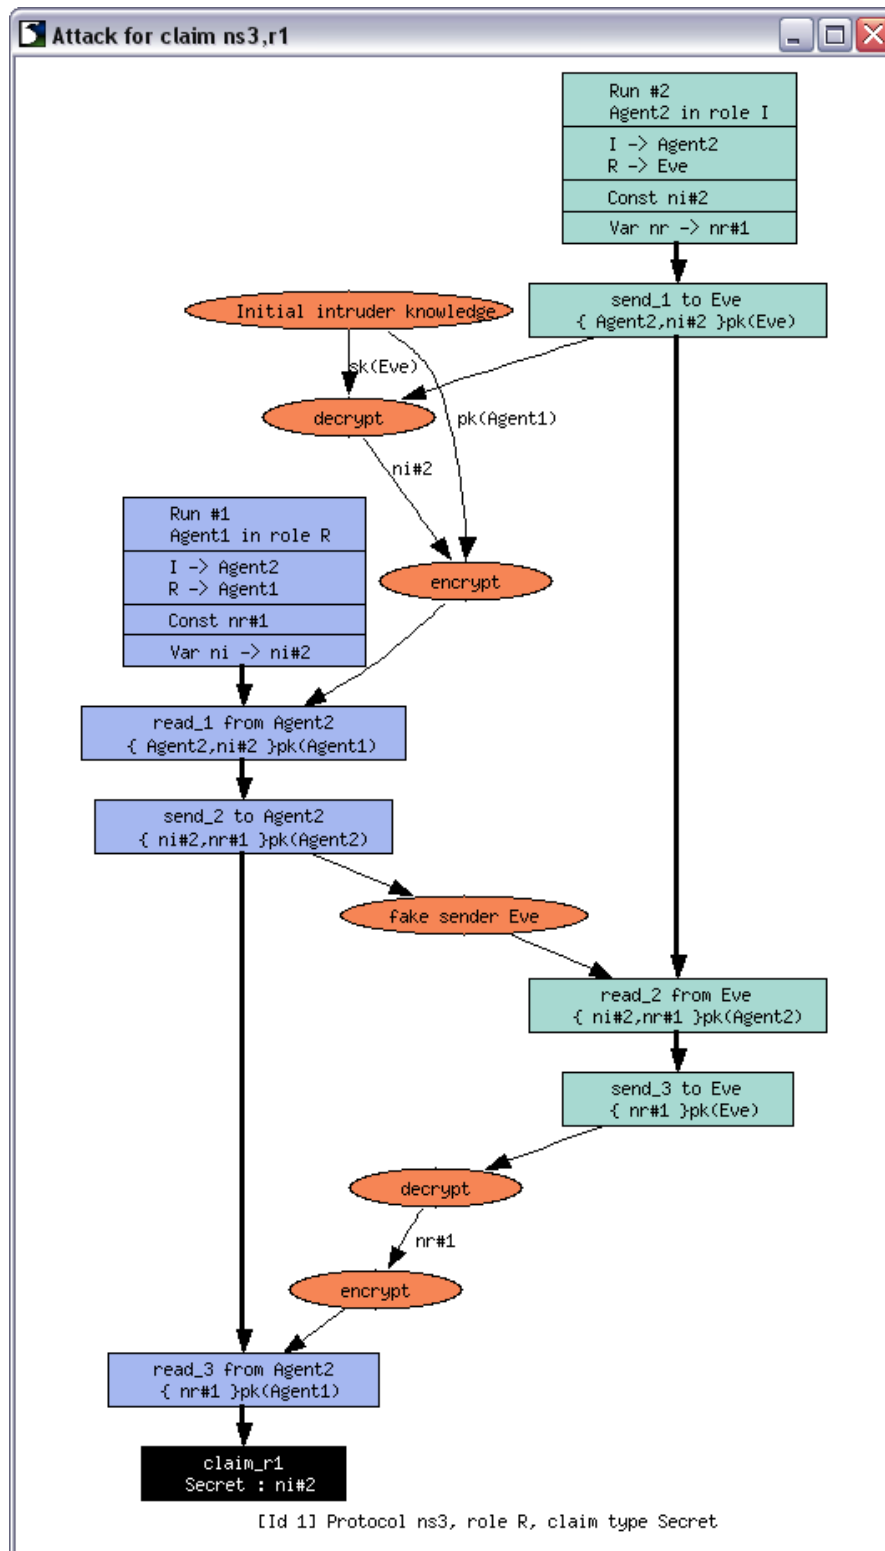 Attack for claim ns3,r1
Run #2
Agent2 in role I
I -> Agent2
R -> Eve
Const ni#2
Var nr -> nr#1
send_1 to Eve
{ Agent2,ni#2 }pk(Eve)
Initial intruder knowledge
sk(Eve)
decrypt
pk(Agent1)
ni#2
Run #1
Agent1 in role R
I -> Agent2
R -> Agent1
Const nr#1
Var ni -> ni#2
encrypt
read_1 from Agent2
{ Agent2,ni#2 }pk(Agent1)
send_2 to Agent2
{ ni#2,nr#1 }pk(Agent2)
fake sender Eve
read_2 from Eve
{ ni#2,nr#1 }pk(Agent2)
send_3 to Eve
{ nr#1 }pk(Eve)
decrypt
nr#1
encrypt
read_3 from Agent2
{ nr#1 }pk(Agent1)
claim_r1
Secret : ni#2
[Id 1] Protocol ns3, role R, claim type Secret